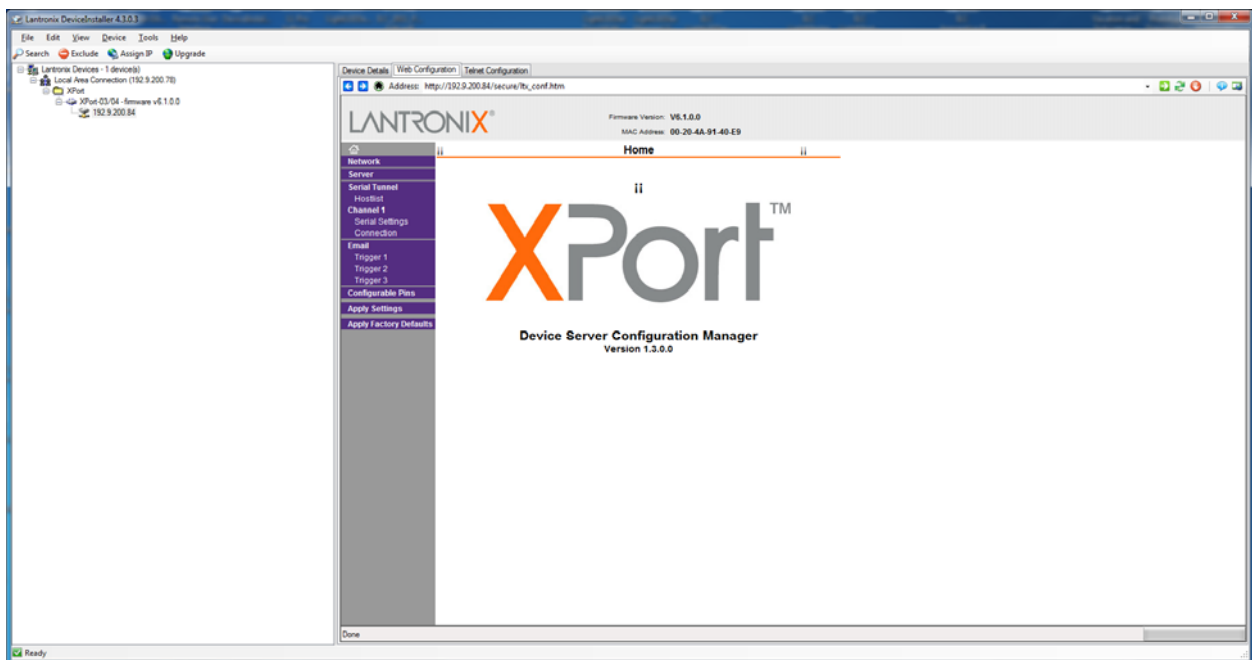 Lantronix DeviceInstaller 4.3.0.3
File Edit View Device Tools Help
Search Exclude Assign IP Upgrade
Lantronix Devices - 1 device(s)
Local Area Connection (192.9.200.78)
XPort
XPort-03/04 - firmware v6.1.0.0
192.9.200.84
Device Details Web Configuration Telnet Configuration
Address: http://192.9.200.84/secure/ltx_conf.htm
LANTRONIX®
Firmware Version: V6.1.0.0
MAC Address: 00-20-4A-91-40-E9
Network
Server
Serial Tunnel
Hostlist
Channel 1
Serial Settings
Connection
Email
Trigger 1
Trigger 2
Trigger 3
Configurable Pins
Apply Settings
Apply Factory Defaults
¡¡ Home ¡¡
¡¡
XPort™
Device Server Configuration Manager
Version 1.3.0.0
Done
Ready